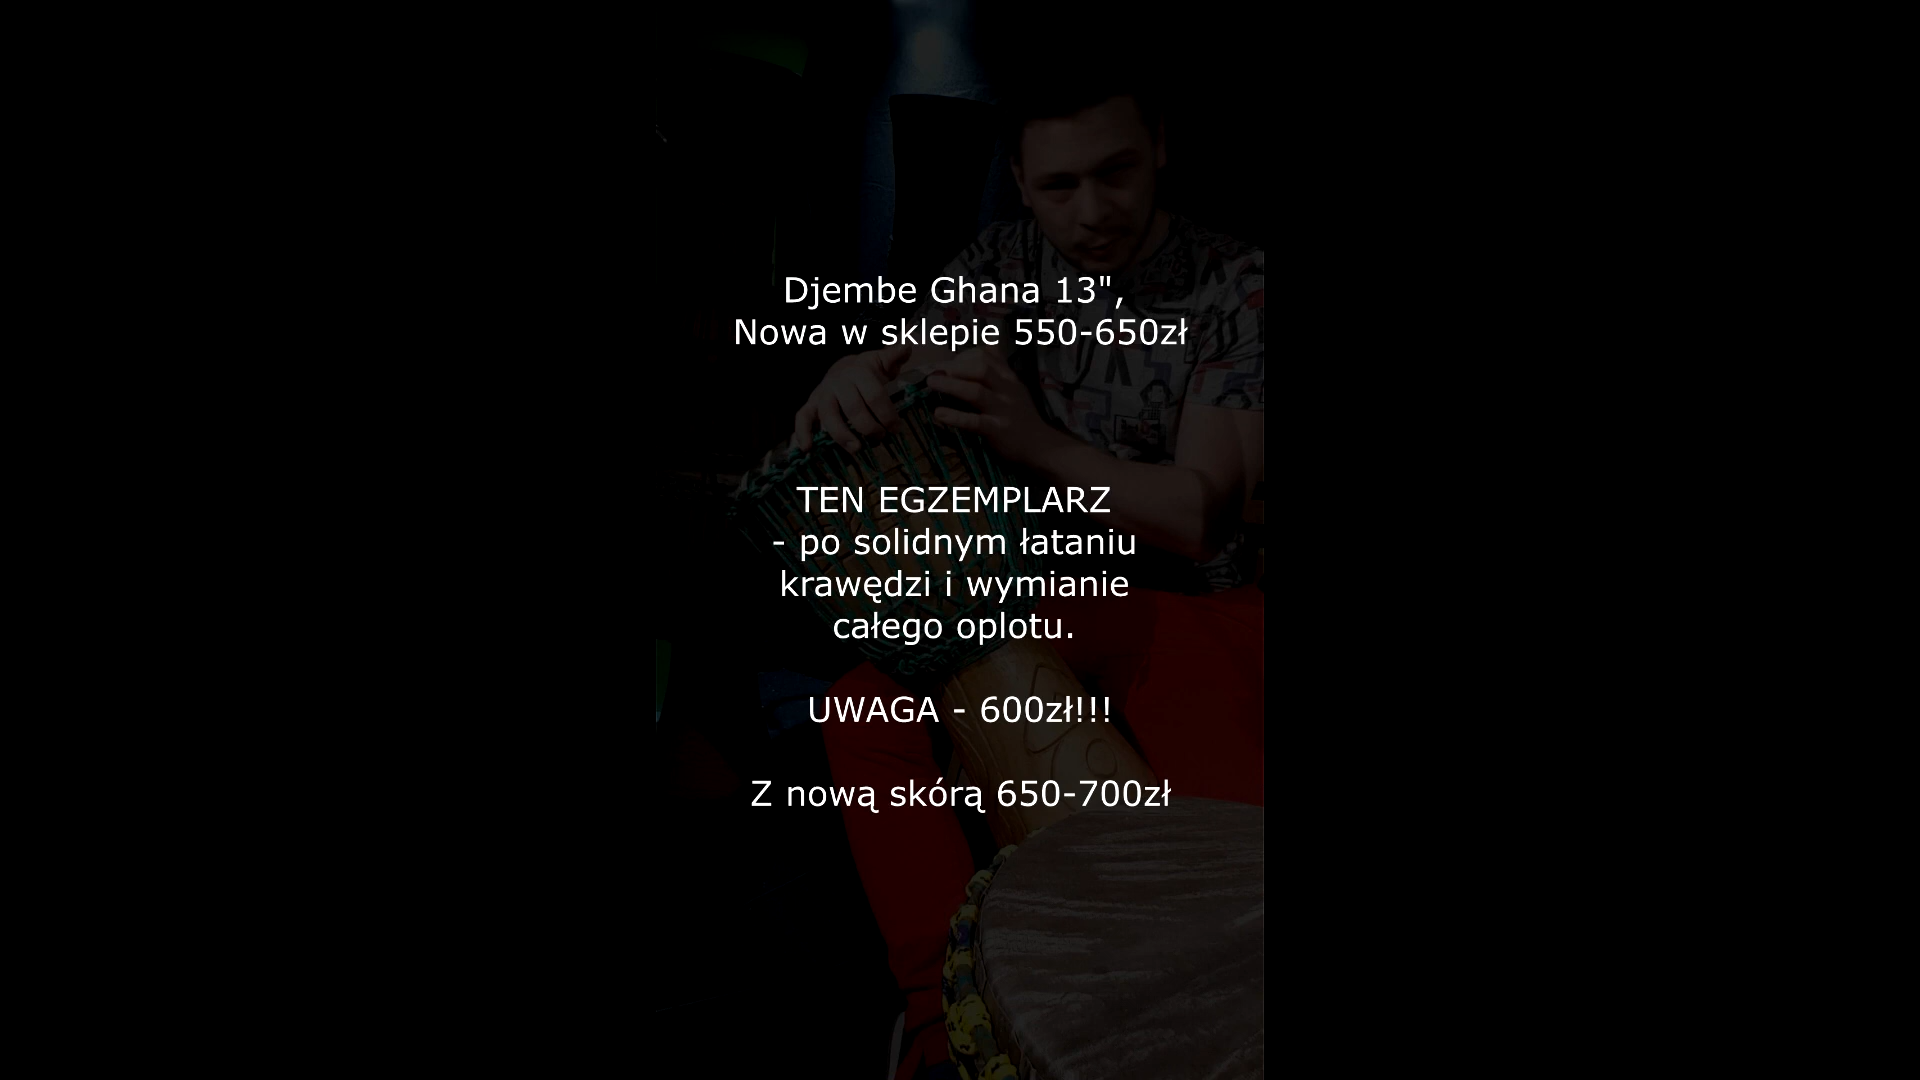 Djembe Ghana 13",
Nowa w sklepie 550-650zł
TEN EGZEMPLARZ
- po solidnym łataniu
krawędzi i wymianie
całego oplotu.
UWAGA - 600zł!!!
Z nową skórą 650-700zł